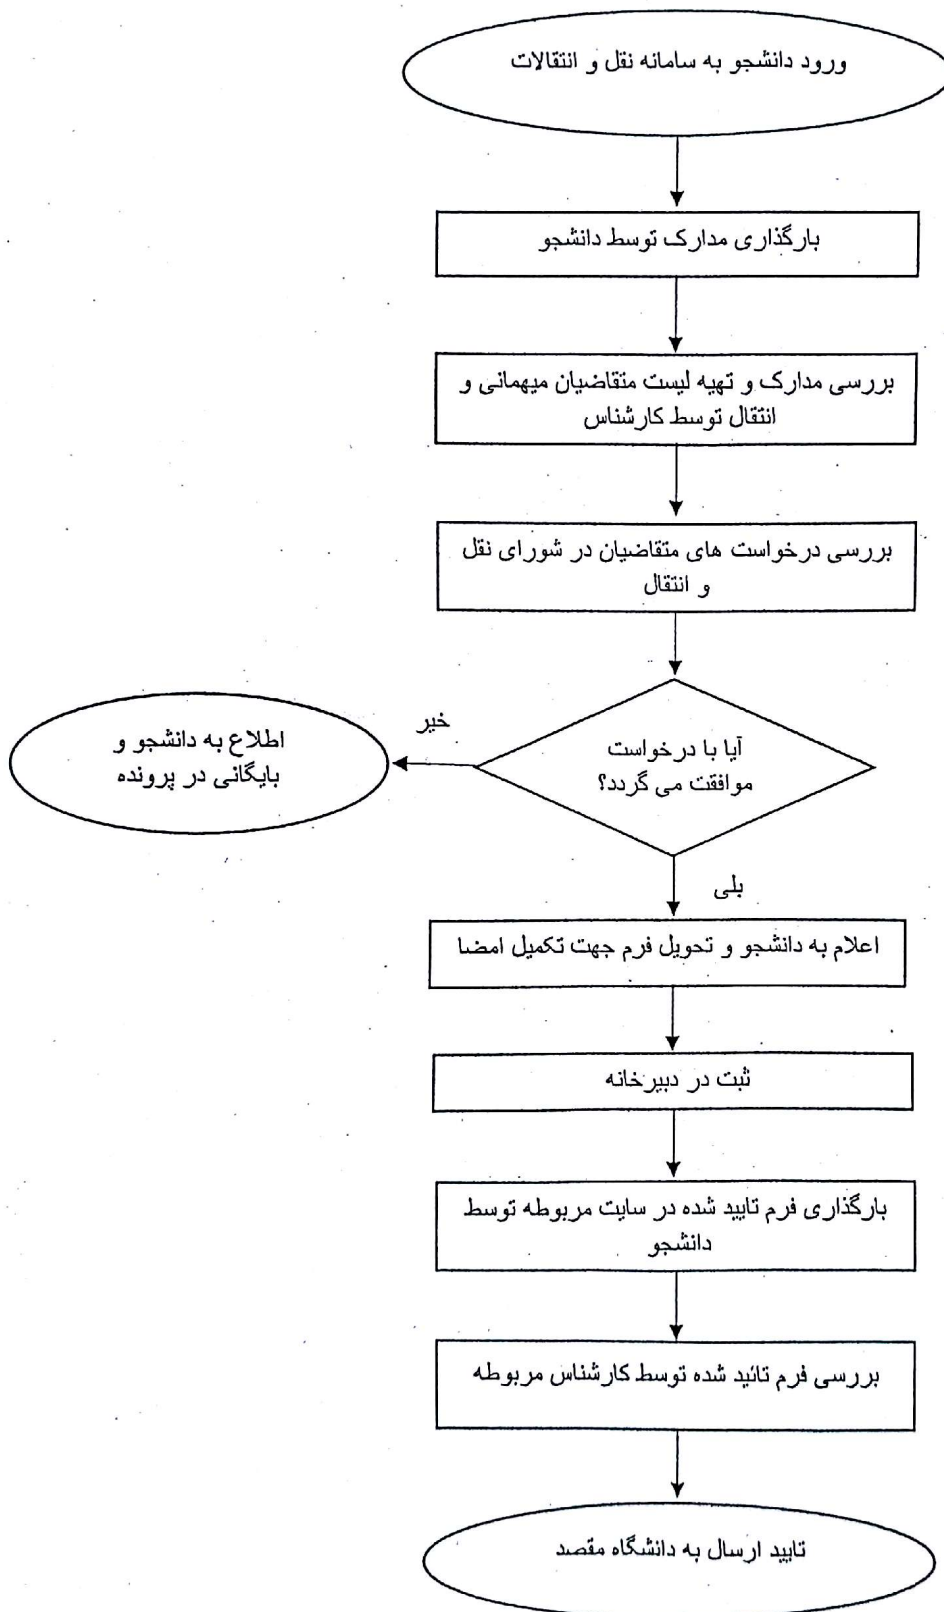 ورود دانشجو به سامانه نقل و انتقالات
بارگذاری مدارک توسط دانشجو
بررسی مدارک و تهیه لیست متقاضیان میهمانی و
انتقال توسط کارشناس
بررسی درخواست های متقاضیان در شورای نقل
و انتقال
آیا با درخواست
موافقت می گردد؟
خیر
اطلاع به دانشجو و
بایگانی در پرونده
بلی
اعلام به دانشجو و تحویل فرم جهت تکمیل امضا
ثبت در دبیرخانه
بارگذاری فرم تایید شده در سایت مربوطه توسط
دانشجو
بررسی فرم تائید شده توسط کارشناس مربوطه
تایید ارسال به دانشگاه مقصد